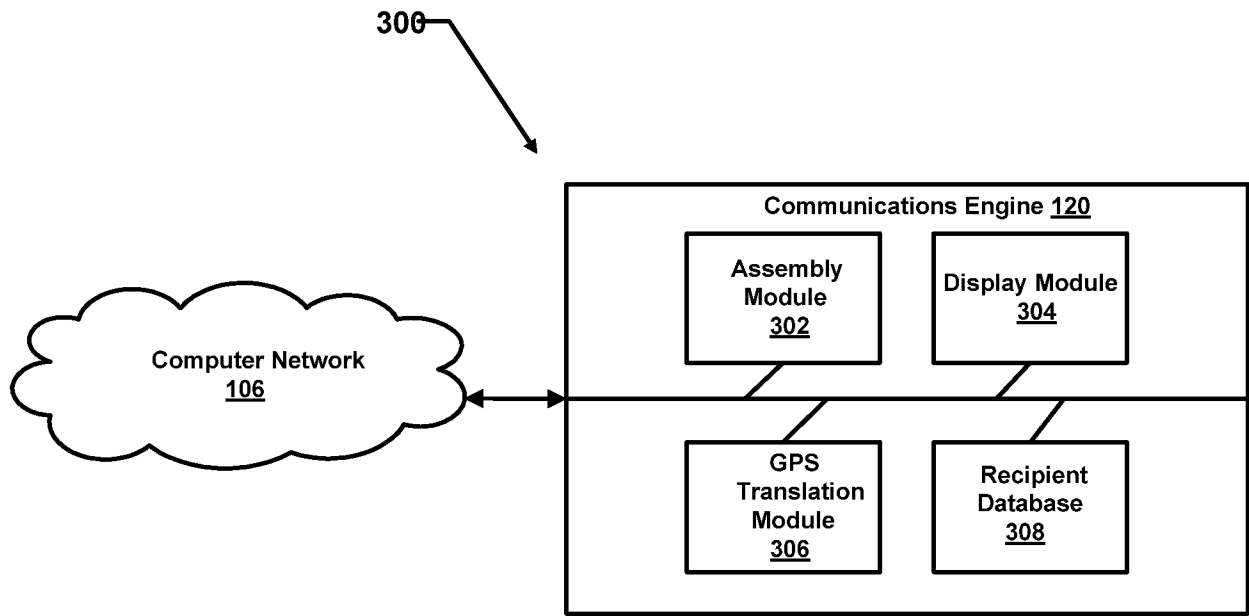 300
Communications Engine 120
Assembly
Module
302
Display Module
304
Computer Network
106
GPS
Translation
Module
306
Recipient
Database
308